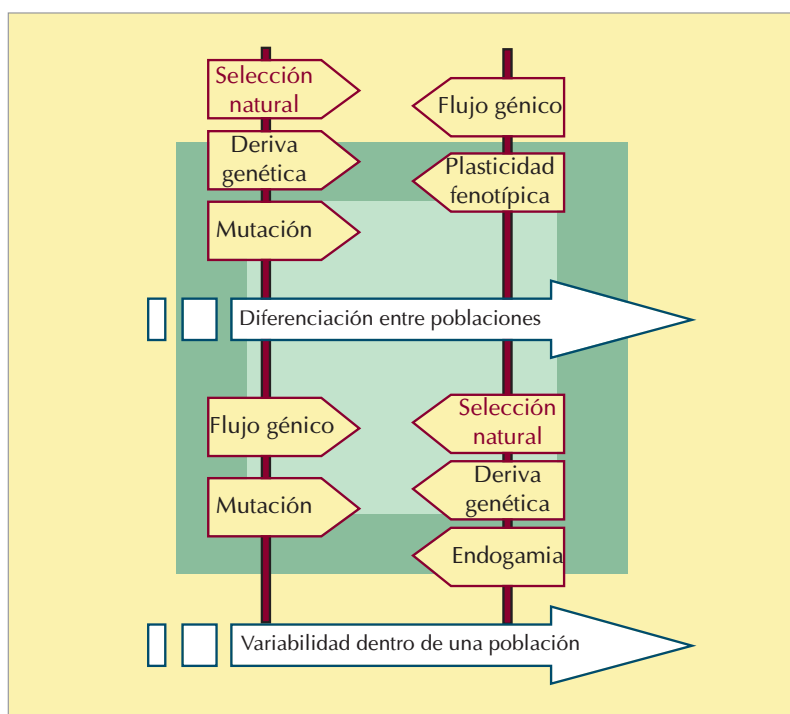 Selección
natural
Flujo génico
Deriva
genética
Plasticidad
fenotípica
Mutación
Diferenciación entre poblaciones
Flujo génico
Selección
natural
Mutación
Deriva
genética
Endogamia
Variabilidad dentro de una población